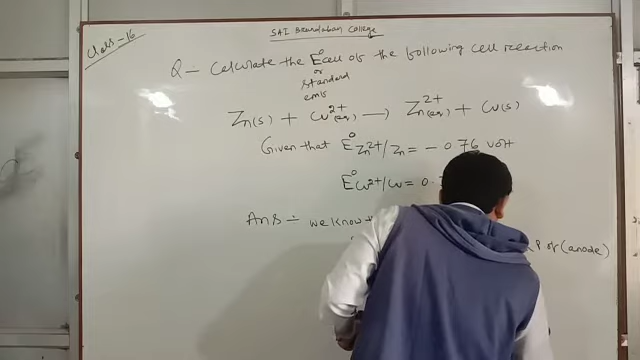 SAI Brundaban College
Class-16
Q- Calculate the E°cell of the following cell reaction
or
standard
emf
Zn(s) + Cu2+(aq) → Zn2+(aq) + Cu(s)
Given that E°Zn2+/Zn = -0.76 volt
E°Cu2+/Cu = 0.
Ans :- we know
P of (anode)